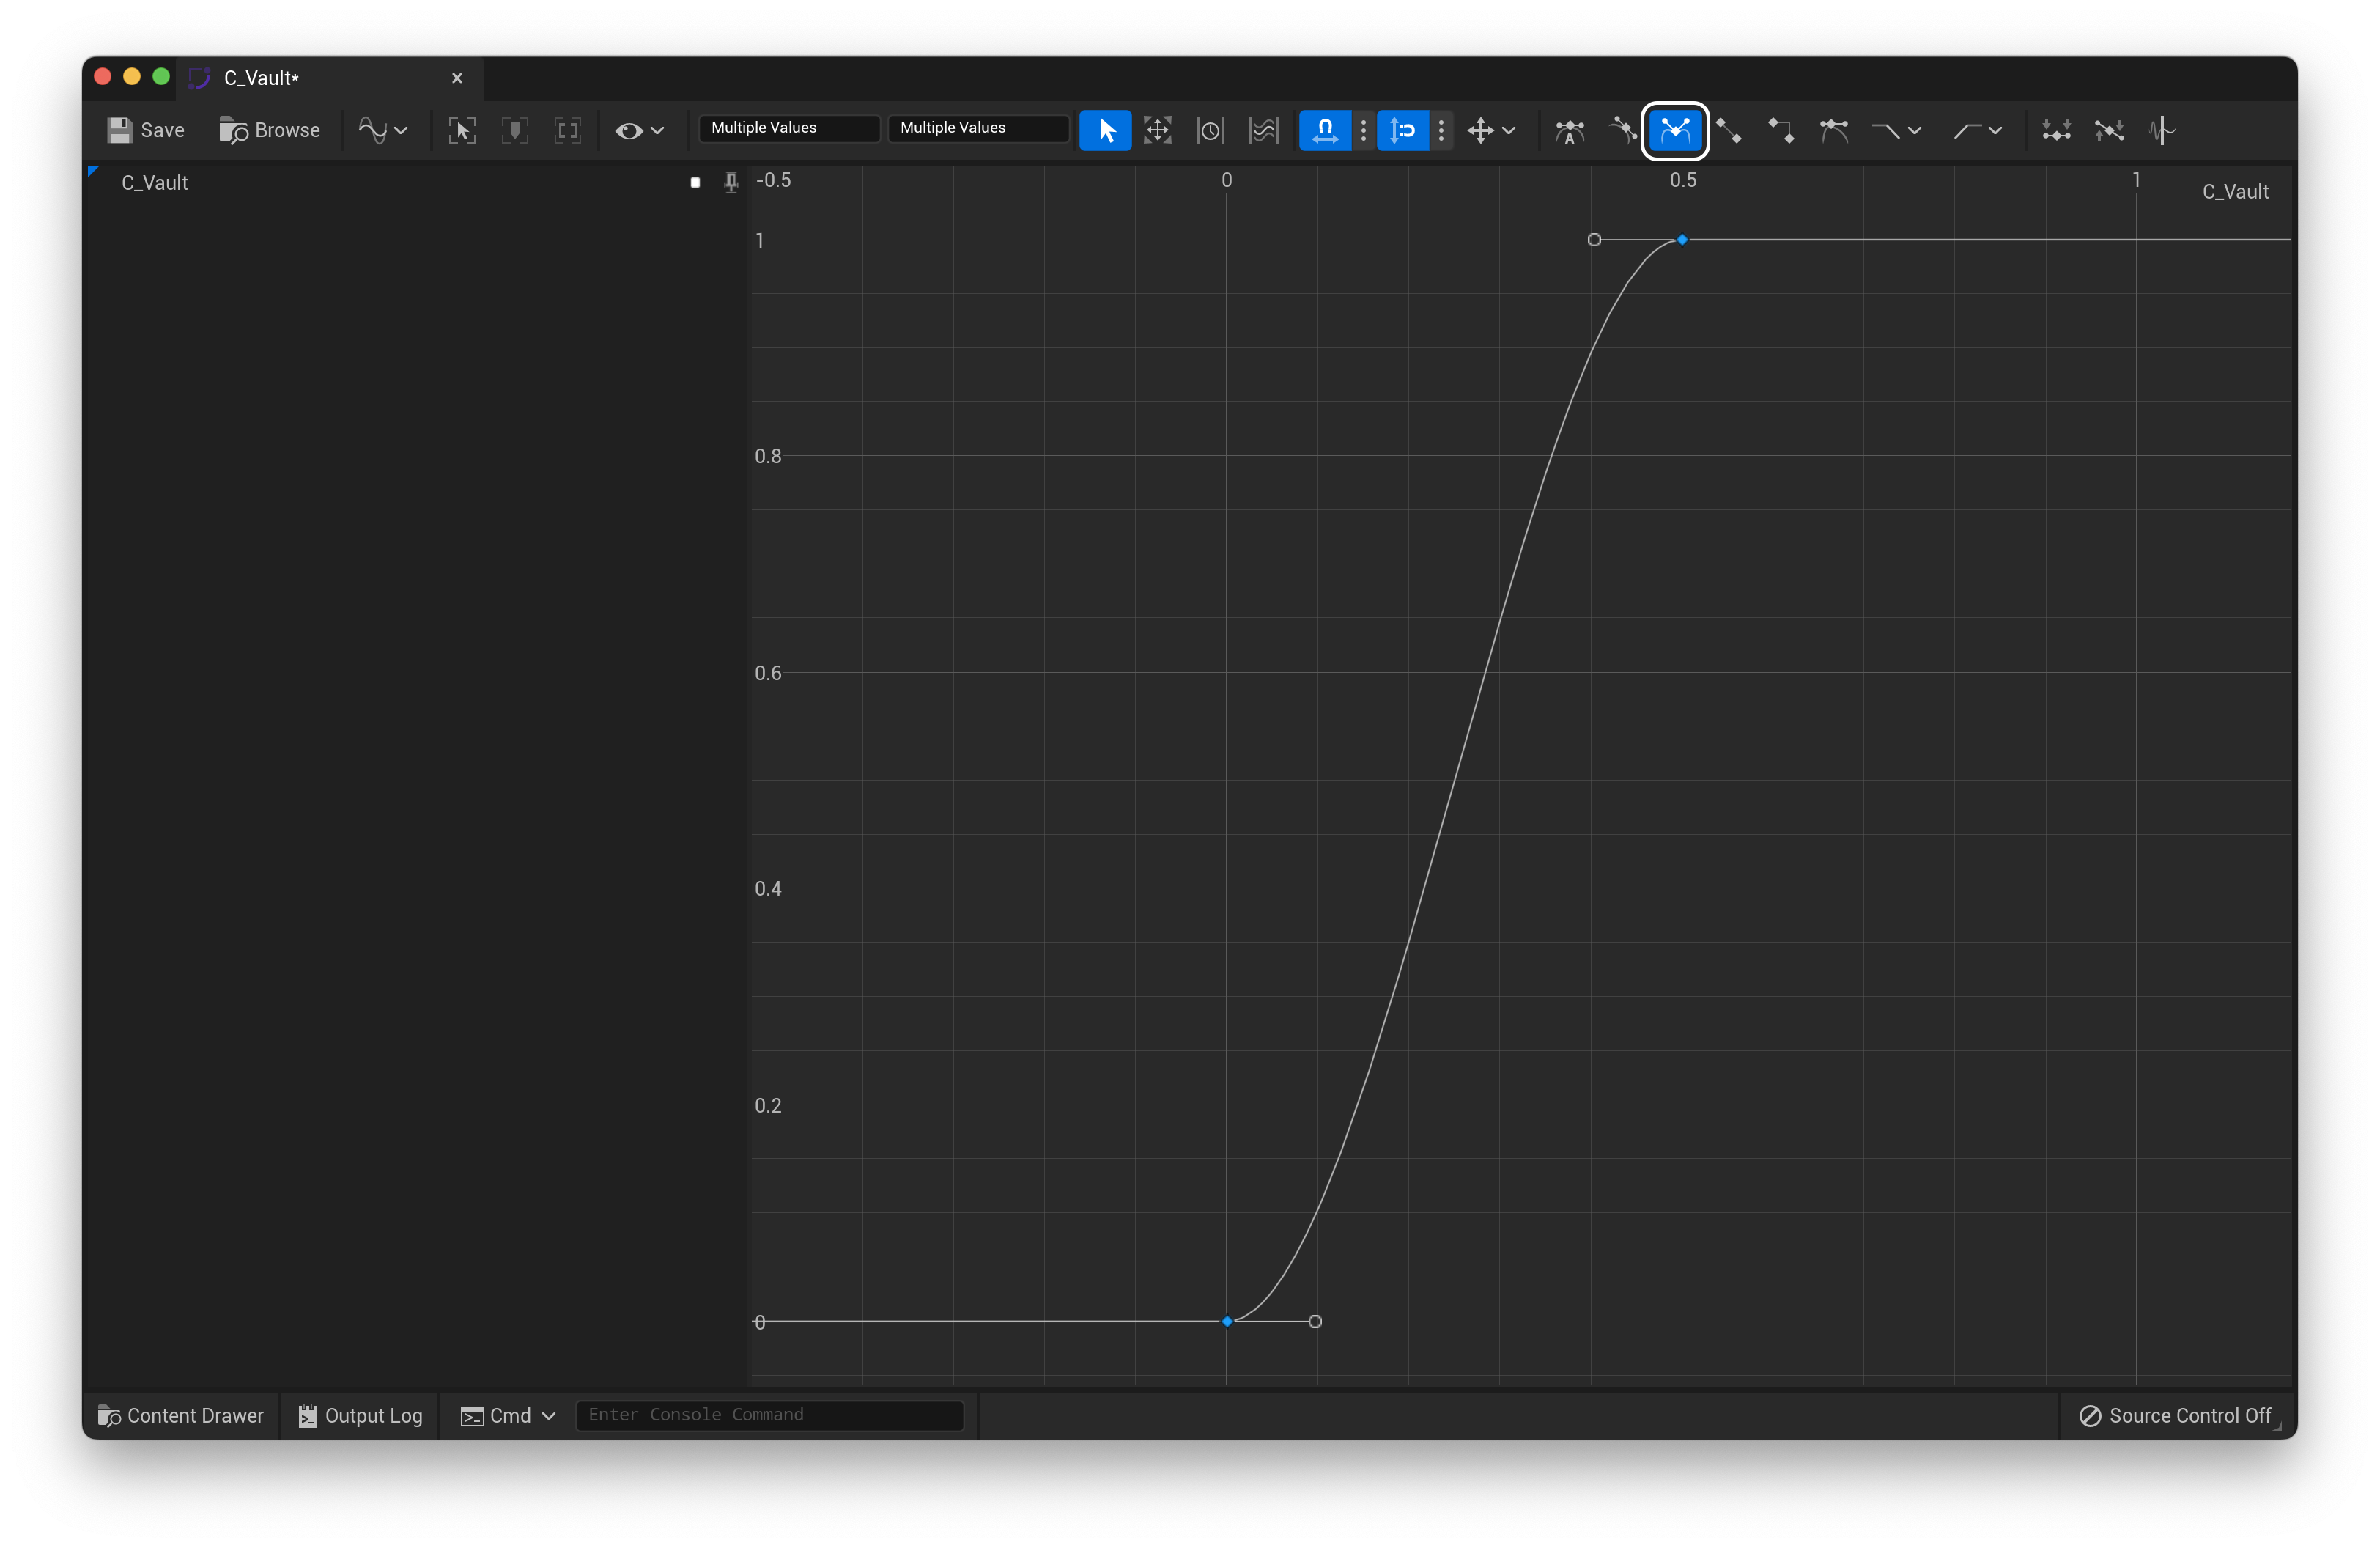 C_Vault*
Save
Browse
Multiple Values
Multiple Values
A
C_Vault
-0.5
0
0.5
1
C_Vault
1
0.8
0.6
0.4
0.2
0
Content Drawer
Output Log
Cmd
Enter Console Command
Source Control Off